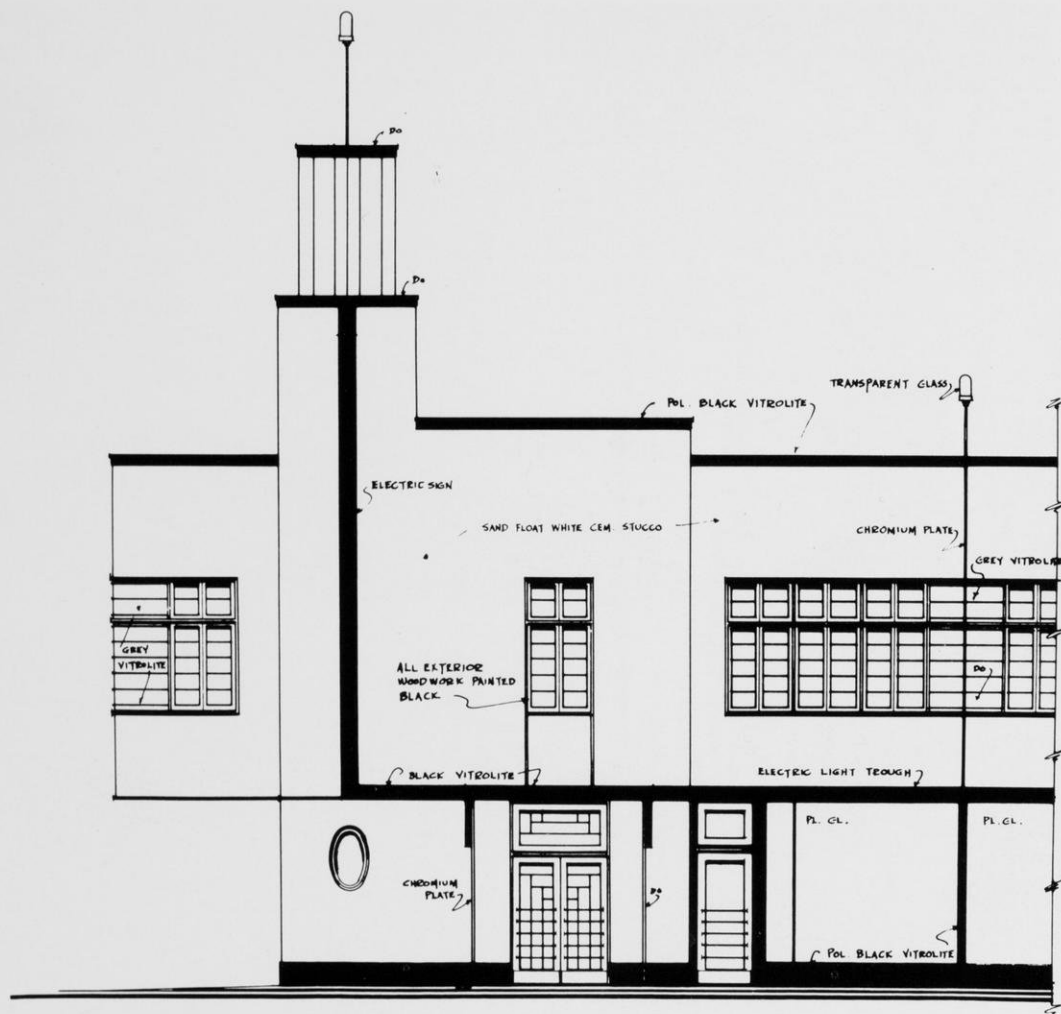 Do
Do
TRANSPARENT GLASS
POL. BLACK VITROLITE
ELECTRIC SIGN
SAND FLOAT WHITE CEM. STUCCO
CHROMIUM PLATE
GREY VITROLITE
GREY
VITROLITE
ALL EXTERIOR
WOODWORK PAINTED
BLACK
Do
BLACK VITROLITE
ELECTRIC LIGHT TROUGH
PL. GL.
PL. GL.
CHROMIUM
PLATE
Do
POL. BLACK VITROLITE